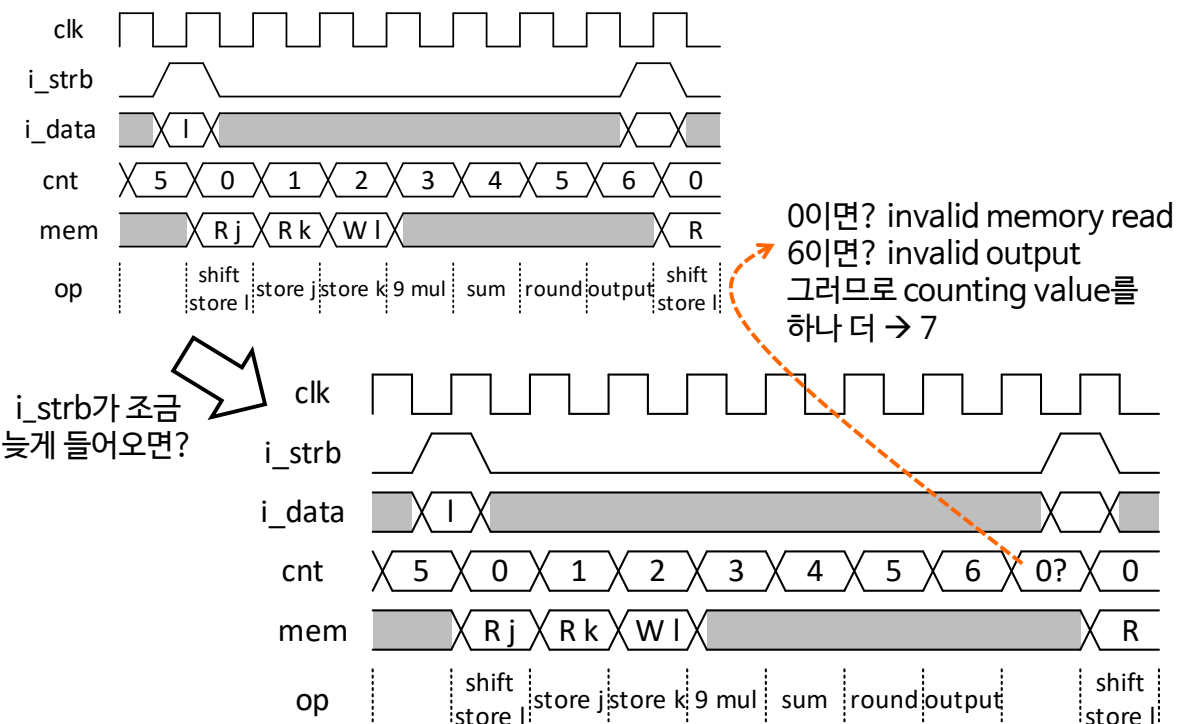 clk
i_strb
i_data
I
cnt
5 0 1 2 3 4 5 6 0
mem
R j R k W l R
op
shift store l store j store k 9 mul sum round output shift store l
0이면? invalid memory read
6이면? invalid output
그러므로 counting value를
하나 더 → 7
i_strb가 조금
늦게 들어오면?
clk
i_strb
i_data
l
cnt
5 0 1 2 3 4 5 6 0? 0
mem
R j R k W l R
op
shift store l store j store k 9 mul sum round output shift store l